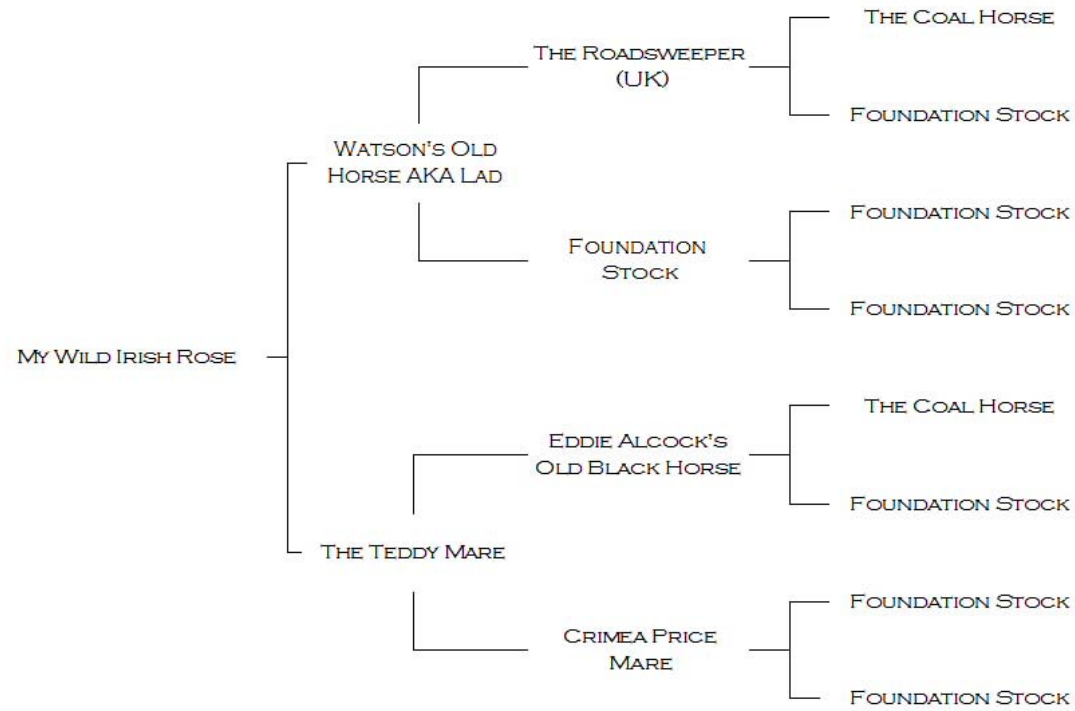 The Coal Horse
The Roadsweeper
(UK)
Foundation Stock
Watson's Old
Horse AKA Lad
Foundation Stock
Foundation
Stock
Foundation Stock
My Wild Irish Rose
The Coal Horse
Eddie Alcock's
Old Black Horse
Foundation Stock
The Teddy Mare
Foundation Stock
Crimea Price
Mare
Foundation Stock